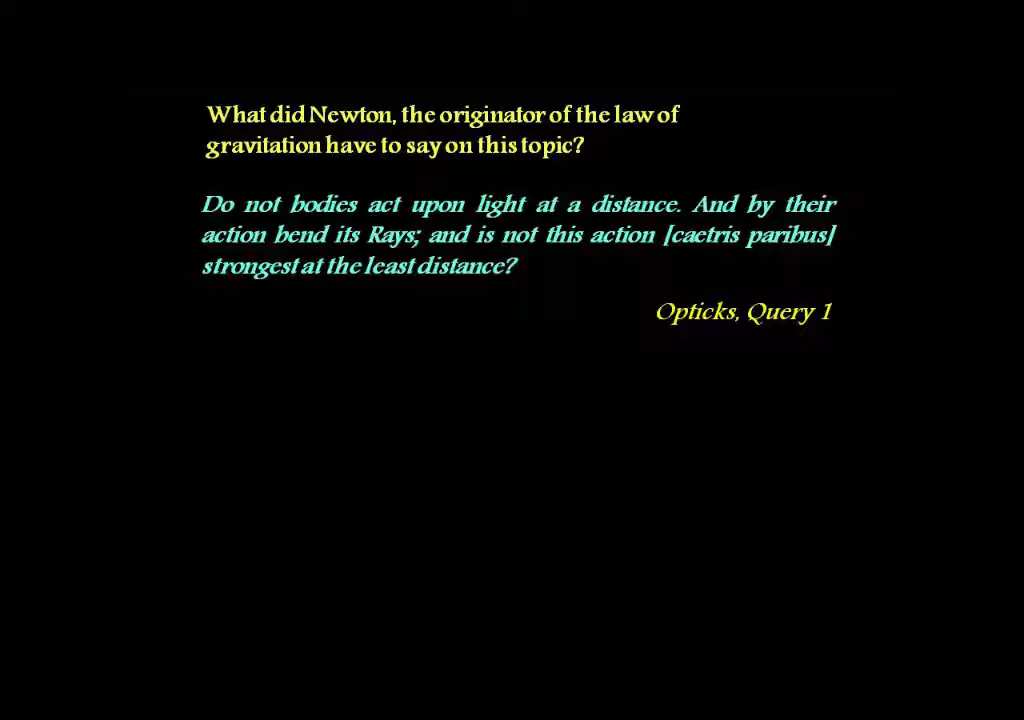 What did Newton, the originator of the law of
gravitation have to say on this topic?
Do not bodies act upon light at a distance. And by their
action bend its Rays; and is not this action [caetris paribus]
strongest at the least distance?
Opticks, Query 1